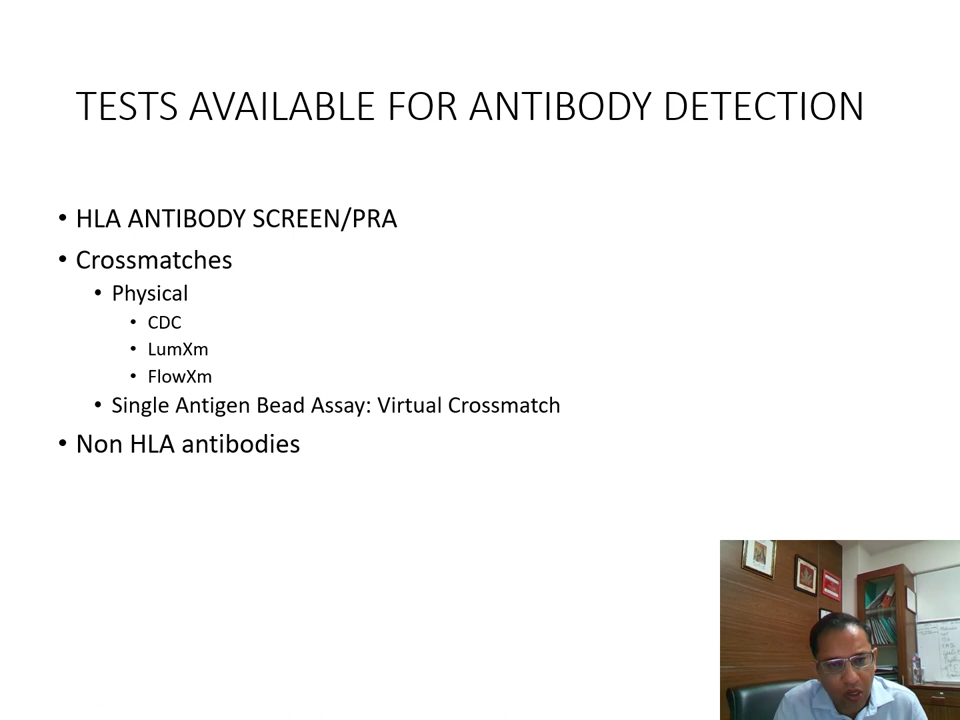 TESTS AVAILABLE FOR ANTIBODY DETECTION
• HLA ANTIBODY SCREEN/PRA
• Crossmatches
• Physical
• CDC
• LumXm
• FlowXm
• Single Antigen Bead Assay: Virtual Crossmatch
• Non HLA antibodies